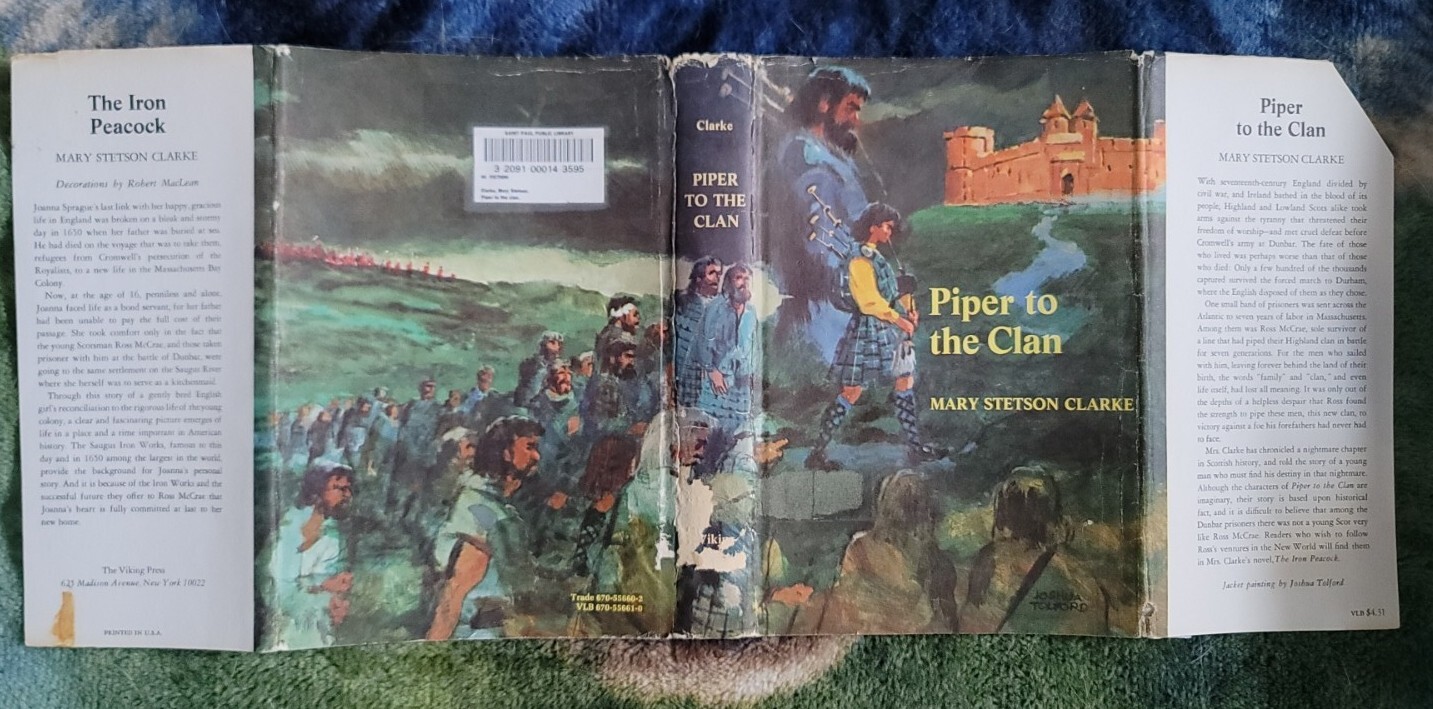 The Iron
Peacock
MARY STETSON CLARKE
Decorations by Robert MacLean
Joanna Sprague's last link with her happy, gracious
life in England was broken on a bleak and stormy
day in 1650 when her father was buried at sea.
He had died on the voyage that was to take them,
refugees from Cromwell's persecution of the
Royalists, to a new life in the Massachusetts Bay
Colony.
Now, at the age of 16, penniless and alone,
Joanna faced life as a bond servant, for her father
had been unable to pay the full cost of their
passage. She took comfort only in the fact that
the young Scotsman Ross McCrae, and those taken
prisoner with him at the battle of Dunbar, were
going to the same settlement on the Saugus River
where she herself was to serve as a kitchenmaid.
Through this story of a gently bred English
girl's reconciliation to the rigorous life of the young
colony, a clear and fascinating picture emerges of
life in a place and a time important in American
history. The Saugus Iron Works, famous to this
day and in 1650 among the largest in the world,
provide the background for Joanna's personal
story. And it is because of the Iron Works and the
successful future they offer to Ross McCrae that
Joanna's heart is fully committed at last to her
new home.
The Viking Press
625 Madison Avenue, New York 10022
PRINTED IN U.S.A.
SAINT PAUL PUBLIC LIBRARY
3 2091 00014 3595
Clarke, Mary Stetson.
Piper to the clan.
Trade 670-55660-2
VLB 670-55661-0
Clarke
PIPER
TO THE
CLAN
Viking
Piper to
the Clan
MARY STETSON CLARKE
JOSHUA
TOLFORD
Piper
to the Clan
MARY STETSON CLARKE
With seventeenth-century England divided by
civil war, and Ireland bathed in the blood of its
people, Highland and Lowland Scots alike took
arms against the tyranny that threatened their
freedom of worship—and met cruel defeat before
Cromwell's army at Dunbar. The fate of those
who lived was perhaps worse than that of those
who died: Only a few hundred of the thousands
captured survived the forced march to Durham,
where the English disposed of them as they chose.
One small band of prisoners was sent across the
Atlantic to seven years of labor in Massachusetts.
Among them was Ross McCrae, sole survivor of
a line that had piped their Highland clan in battle
for seven generations. For the men who sailed
with him, leaving forever behind the land of their
birth, the words "family" and "clan," and even
life itself, had lost all meaning. It was only out of
the depths of a helpless despair that Ross found
the strength to pipe these men, this new clan, to
victory against a foe his forefathers had never had
to face.
Mrs. Clarke has chronicled a nightmare chapter
in Scottish history, and told the story of a young
man who must find his destiny in that nightmare.
Although the characters of Piper to the Clan are
imaginary, their story is based upon historical
fact, and it is difficult to believe that among the
Dunbar prisoners there was not a young Scot very
like Ross McCrae. Readers who wish to follow
Ross's ventures in the New World will find them
in Mrs. Clarke's novel, The Iron Peacock.
Jacket painting by Joshua Tolford
VLB $4.31